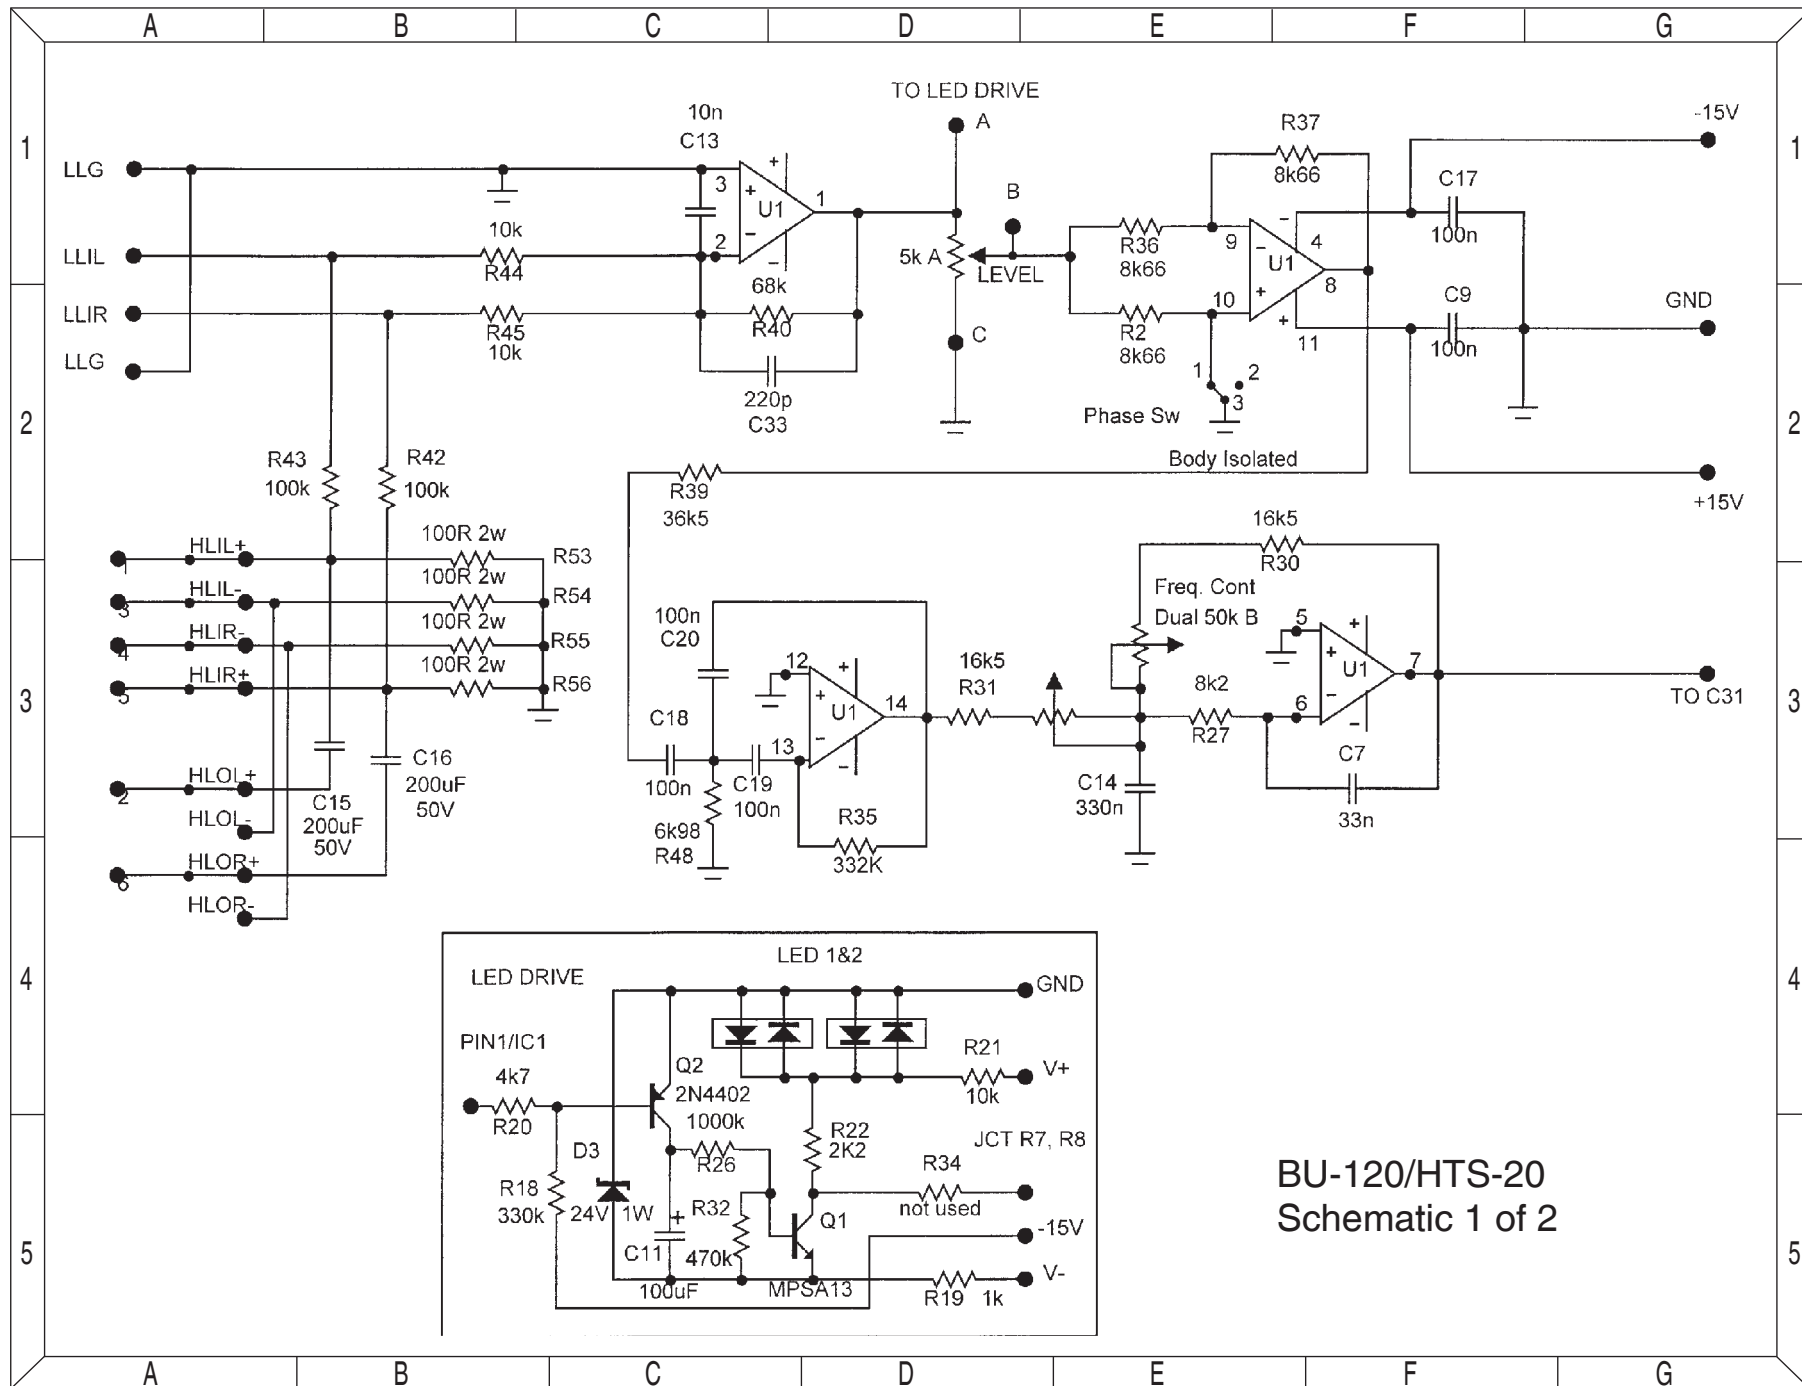 A B C D E F G
TO LED DRIVE
A
-15V
10n
C13
R37
8k66
1
1
LLG
3
+
+
1
U1
C17
100n
B
10k
2
−
−
R36
8k66
9
−
−
4
LLIL
R44
68k
5k A
LEVEL
U1
8
LLIR
R45
10k
R40
10
+
+
11
R2
8k66
C9
100n
GND
C
LLG
1
2
3
220p
C33
Phase Sw
2
2
R43
100k
R42
100k
Body Isolated
R39
36k5
+15V
16k5
R30
100R 2w
HLIL+
1
R53
100R 2w
HLIL-
3
R54
Freq. Cont
Dual 50k B
100R 2w
HLIR-
4
R55
100n
C20
5
+
+
U1
7
100R 2w
HLIR+
5
R56
12
+
+
U1
14
16k5
R31
8k2
R27
6
−
−
TO C31
3
3
C18
100n
13
−
−
C7
33n
C16
200uF
50V
C19
100n
C14
330n
HLOL+
2
C15
200uF
50V
HLOL-
R35
332K
6k98
R48
HLOR+
6
HLOR-
LED DRIVE
LED 1&2
GND
4
4
PIN1/IC1
4k7
R20
Q2
2N4402
R21
10k
V+
1000k
R26
R22
2K2
JCT R7, R8
D3
24V 1W
R34
not used
R18
330k
R32
470k
Q1
MPSA13
-15V
+
C11
100uF
R19 1k
V-
5
5
BU-120/HTS-20
Schematic 1 of 2
A B C D E F G